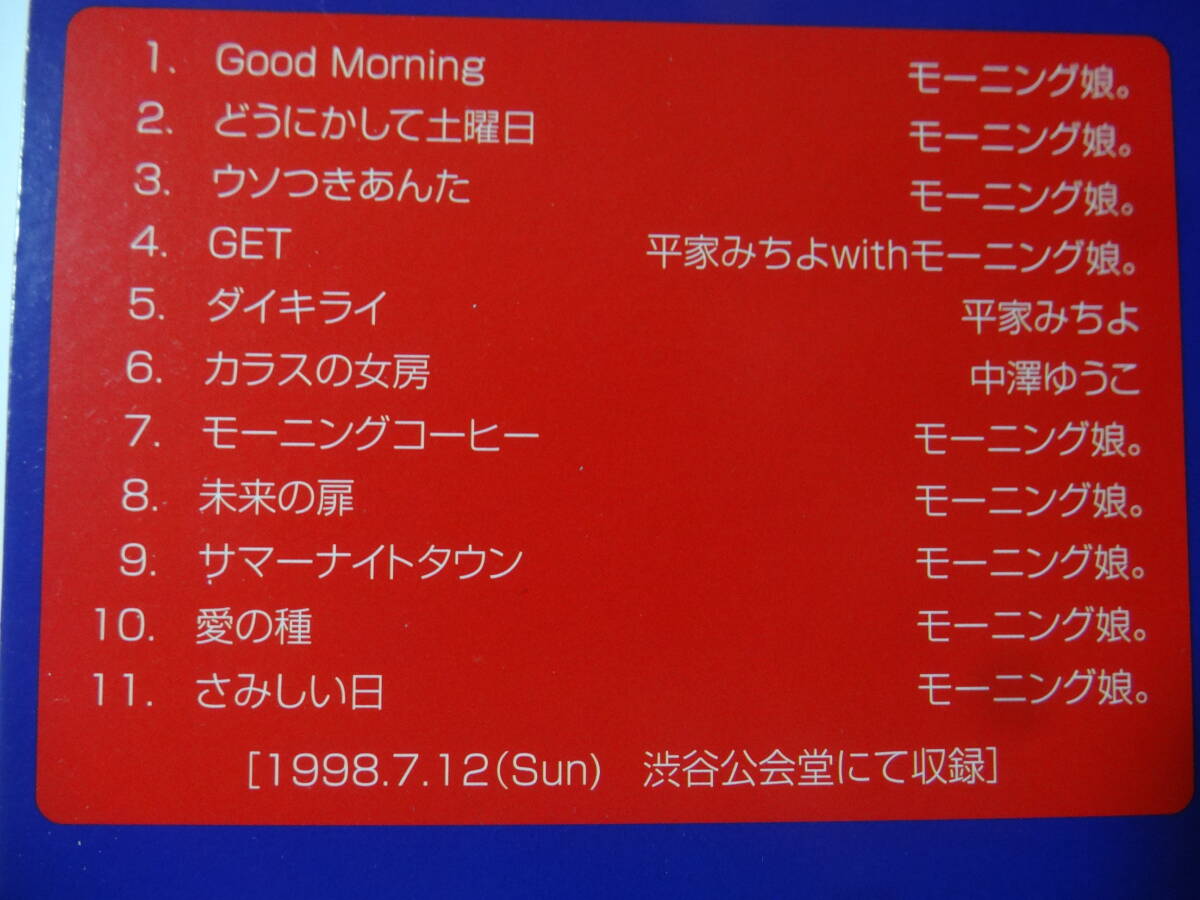 1. Good Morning モーニング娘。
2. どうにかして土曜日 モーニング娘。
3. ウソつきあんた モーニング娘。
4. GET 平家みちよwithモーニング娘。
5. ダイキライ 平家みちよ
6. カラスの女房 中澤ゆうこ
7. モーニングコーヒー モーニング娘。
8. 未来の扉 モーニング娘。
9. サマーナイトタウン モーニング娘。
10. 愛の種 モーニング娘。
11. さみしい日 モーニング娘。
[1998.7.12(Sun) 渋谷公会堂にて収録]